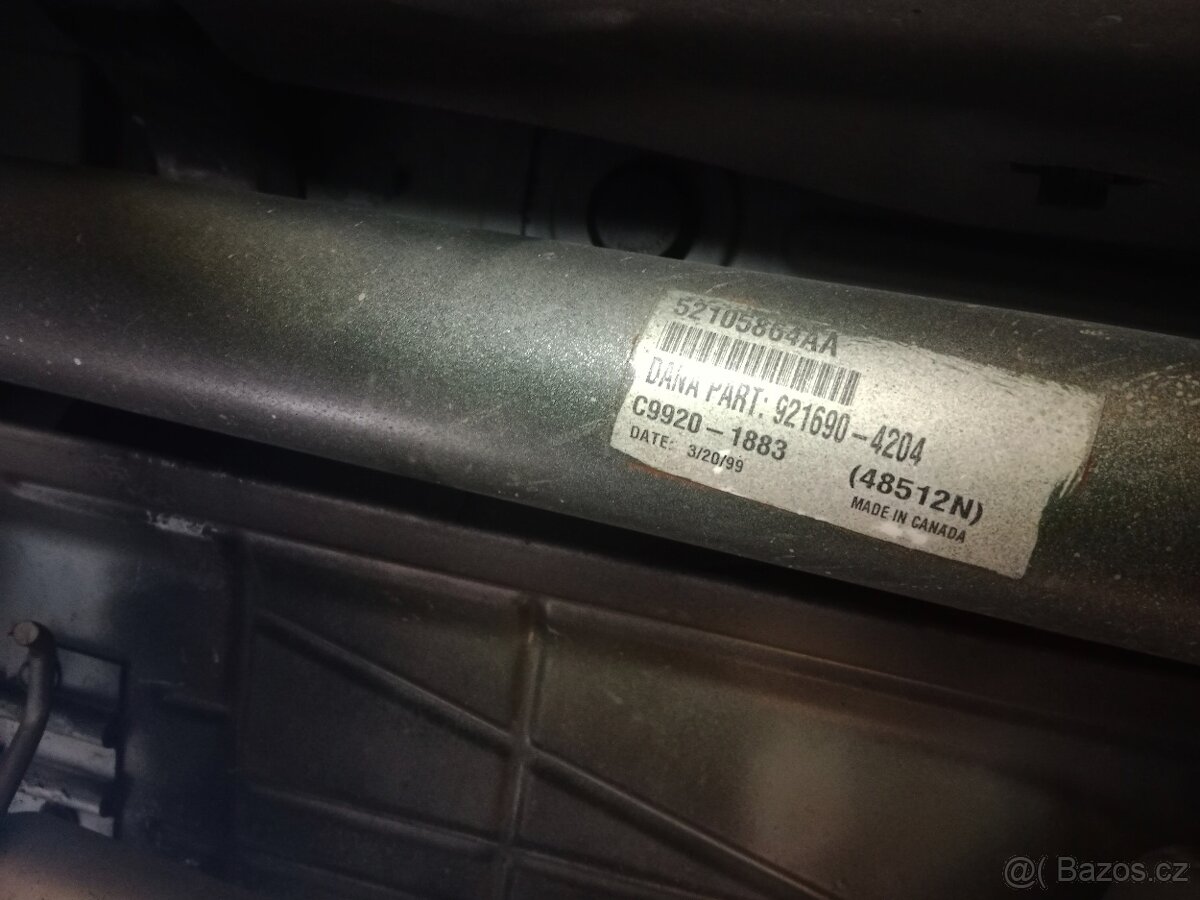 52105864AA
DANA PART: 921690-4204
C9920-1883
(48512N)
DATE: 3/20/99
MADE IN CANADA
@( Bazos.cz